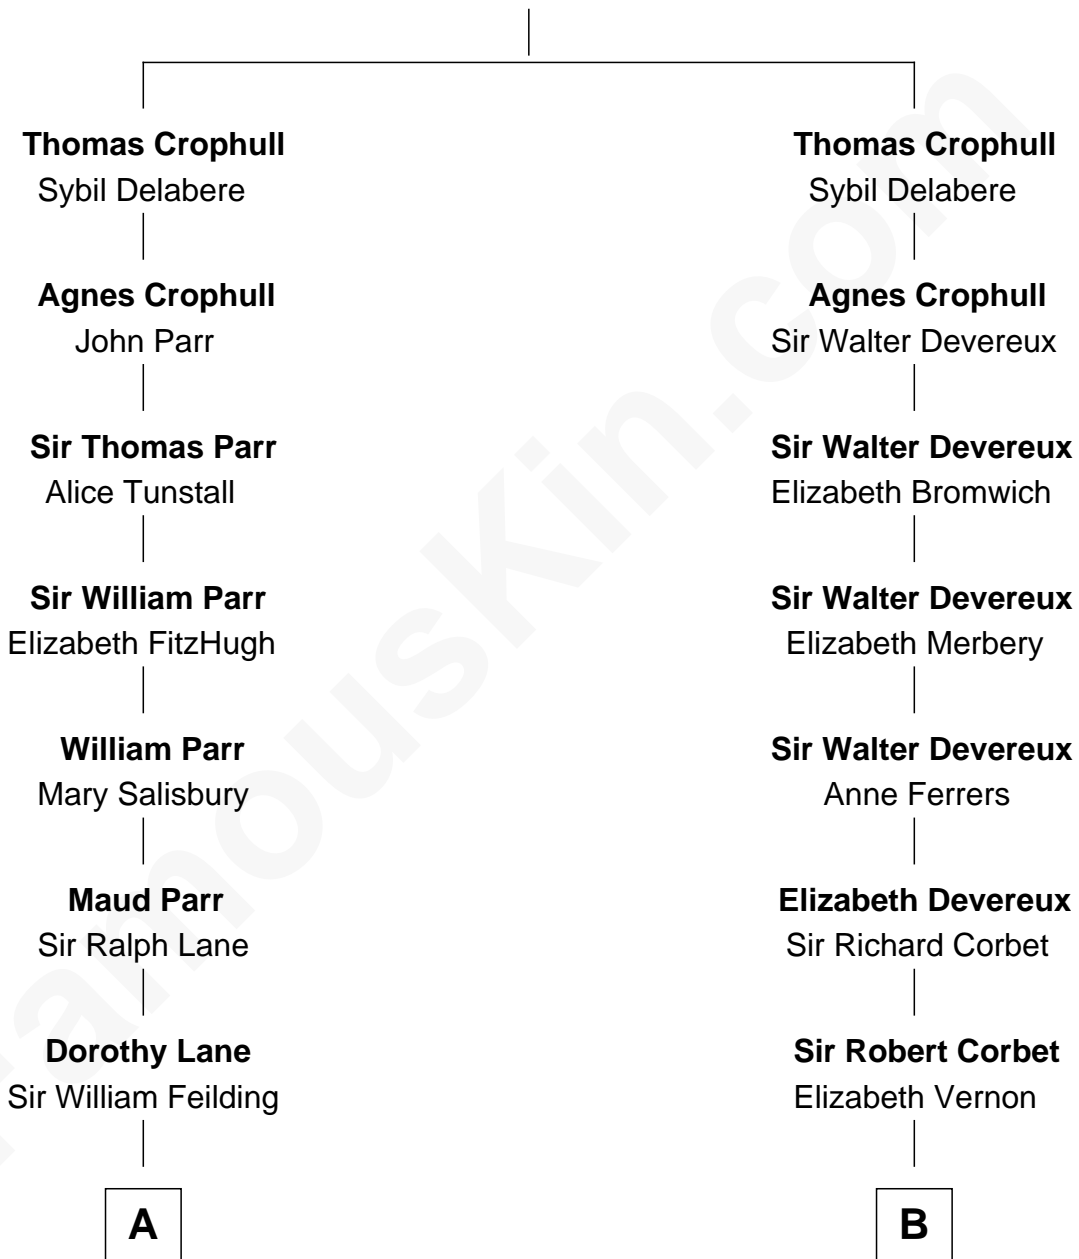 Thomas Crophull
Sybil Delabere
Agnes Crophull
John Parr
Sir Thomas Parr
Alice Tunstall
Sir William Parr
Elizabeth FitzHugh
William Parr
Mary Salisbury
Maud Parr
Sir Ralph Lane
Dorothy Lane
Sir William Feilding
A
Thomas Crophull
Sybil Delabere
Agnes Crophull
Sir Walter Devereux
Sir Walter Devereux
Elizabeth Bromwich
Sir Walter Devereux
Elizabeth Merbery
Sir Walter Devereux
Anne Ferrers
Elizabeth Devereux
Sir Richard Corbet
Sir Robert Corbet
Elizabeth Vernon
B
FamousKin.com